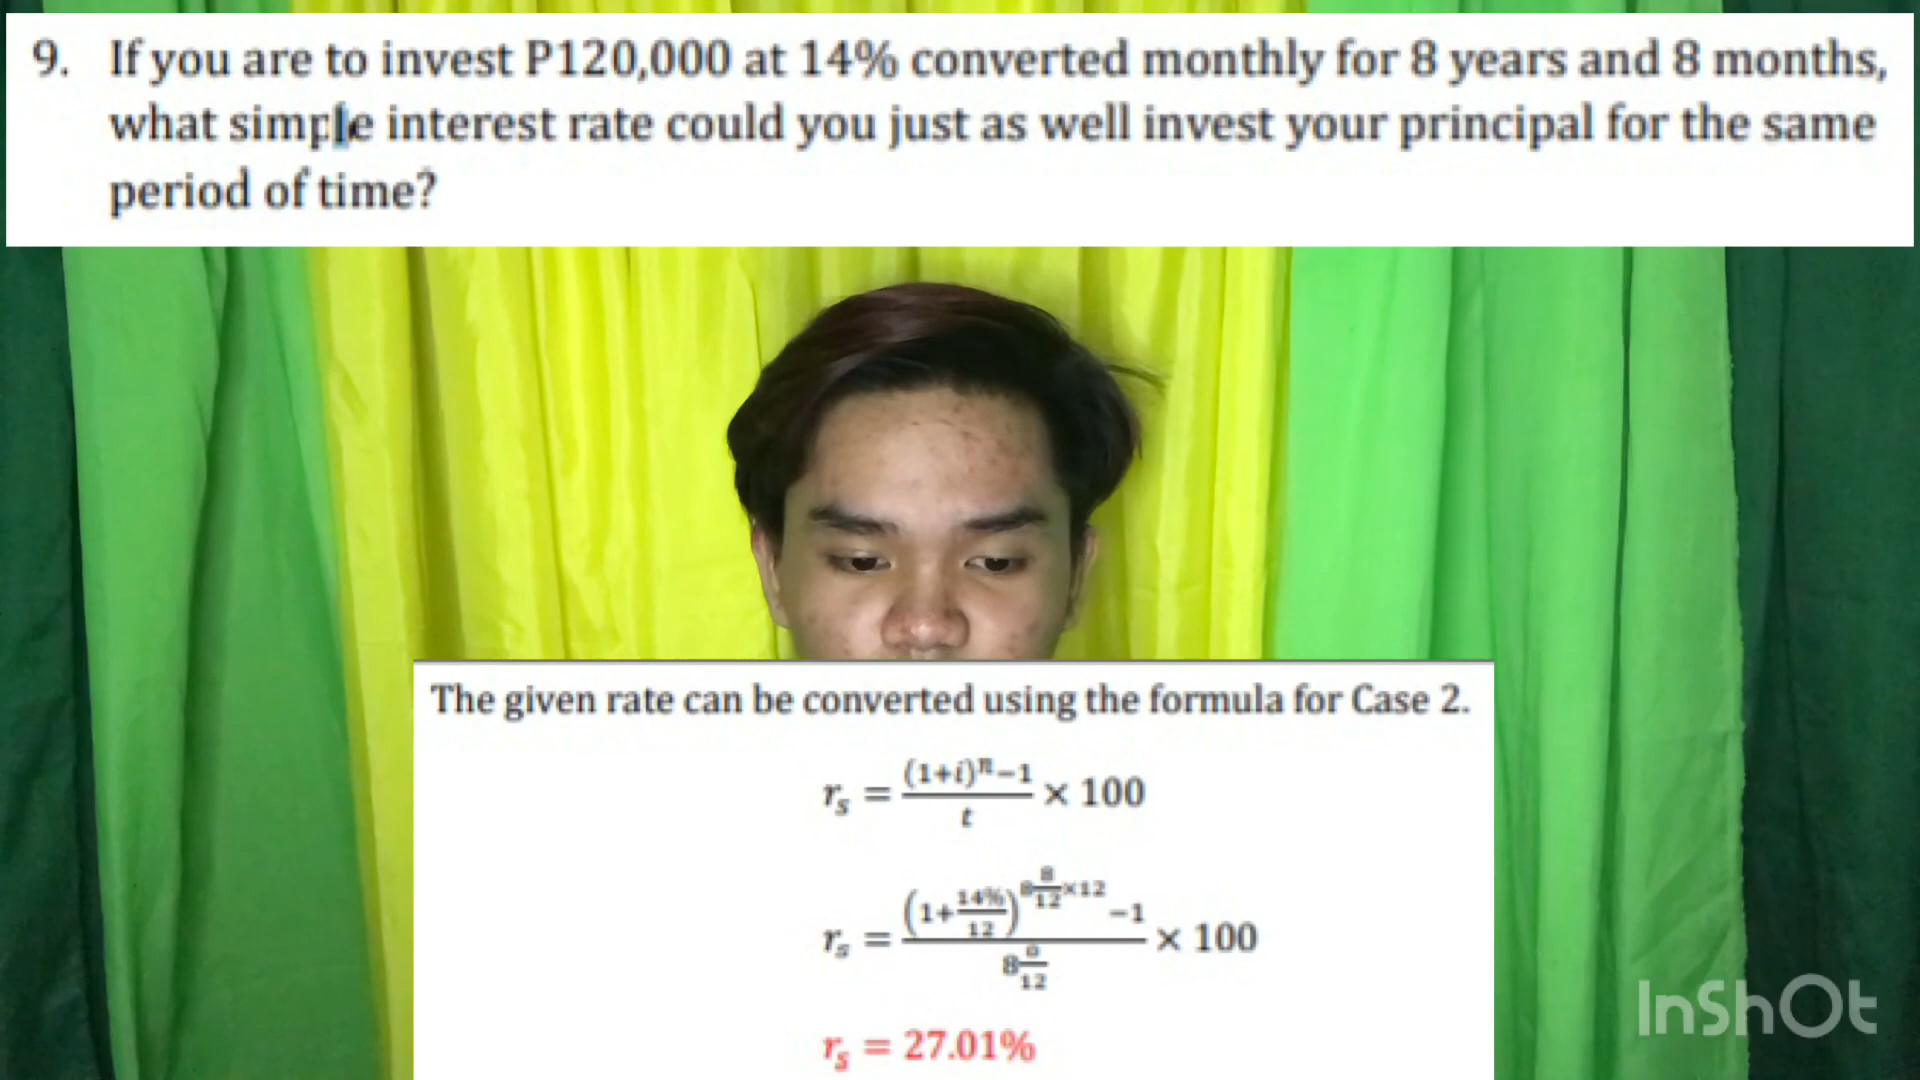 9. If you are to invest P120,000 at 14% converted monthly for 8 years and 8 months,
what simple interest rate could you just as well invest your principal for the same
period of time?
The given rate can be converted using the formula for Case 2.
rₛ = (1+i)ⁿ−1 / t × 100
rₛ = (1+14%/12)^(8 8/12 ×12) −1 / 8 8/12 × 100
rₛ = 27.01%
InShOt